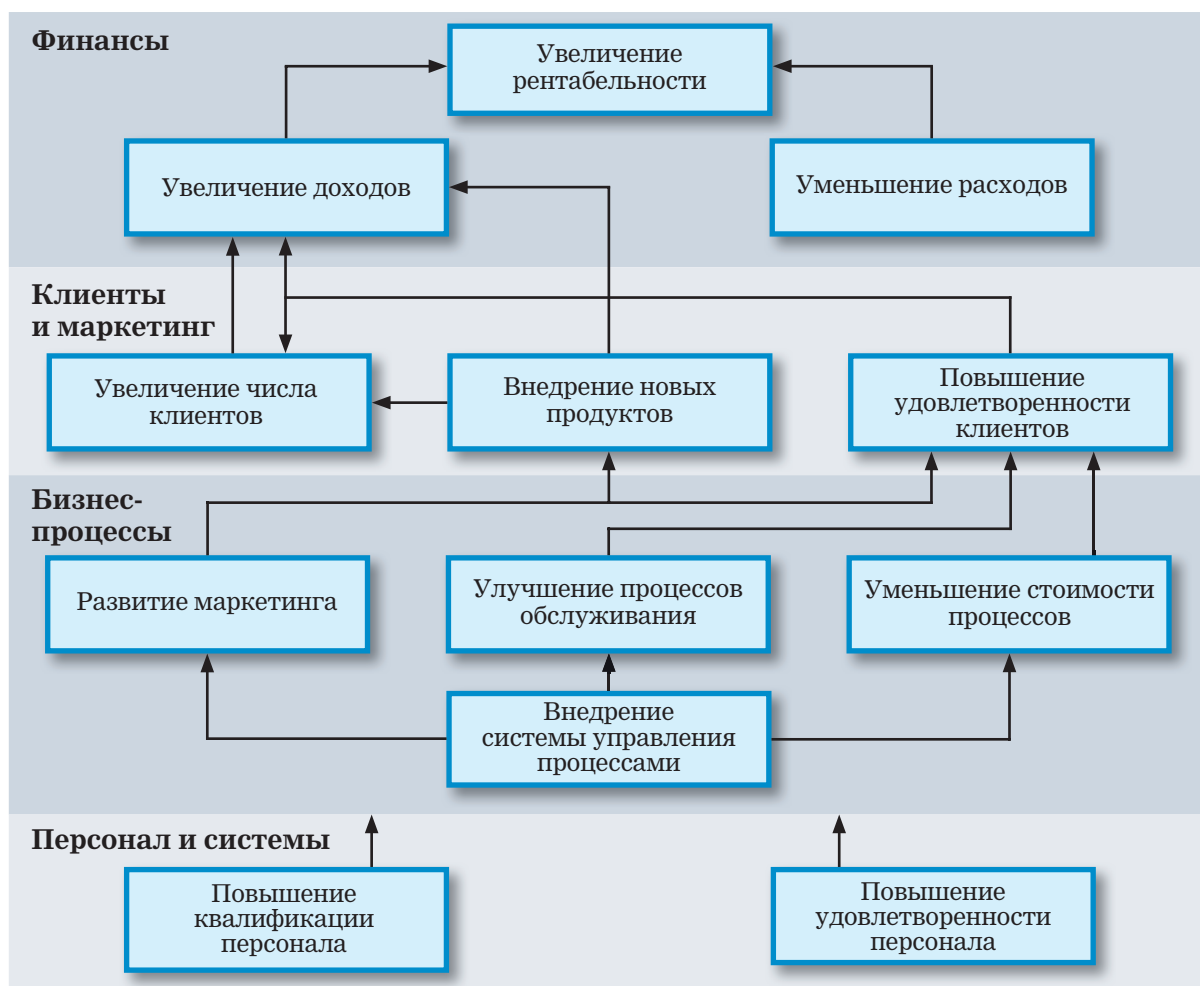 Финансы
Увеличение
рентабельности
Увеличение доходов
Уменьшение расходов
Клиенты
и маркетинг
Увеличение числа
клиентов
Внедрение новых
продуктов
Повышение
удовлетворенности
клиентов
Бизнес-
процессы
Развитие маркетинга
Улучшение процессов
обслуживания
Уменьшение стоимости
процессов
Внедрение
системы управления
процессами
Персонал и системы
Повышение
квалификации
персонала
Повышение
удовлетворенности
персонала